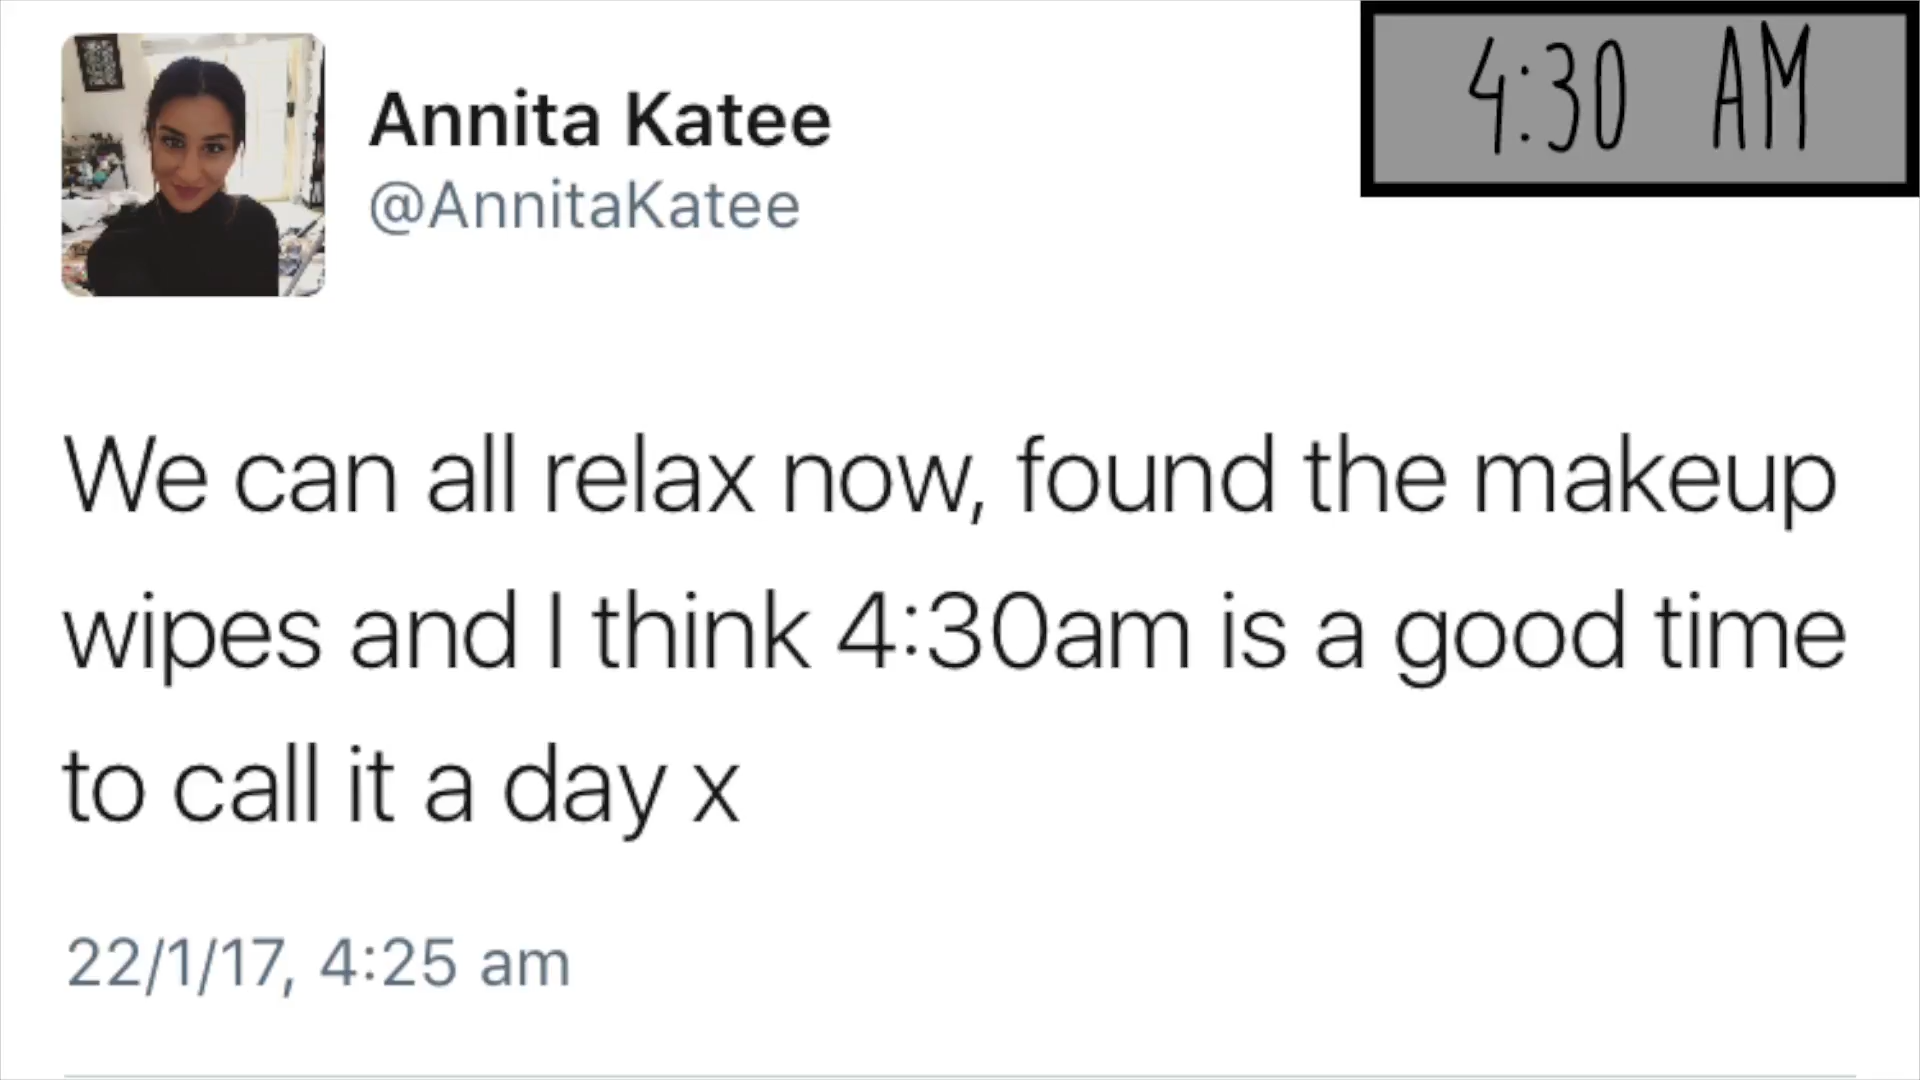 Annita Katee
@AnnitaKatee
4:30 AM
We can all relax now, found the makeup
wipes and I think 4:30am is a good time
to call it a day x
22/1/17, 4:25 am